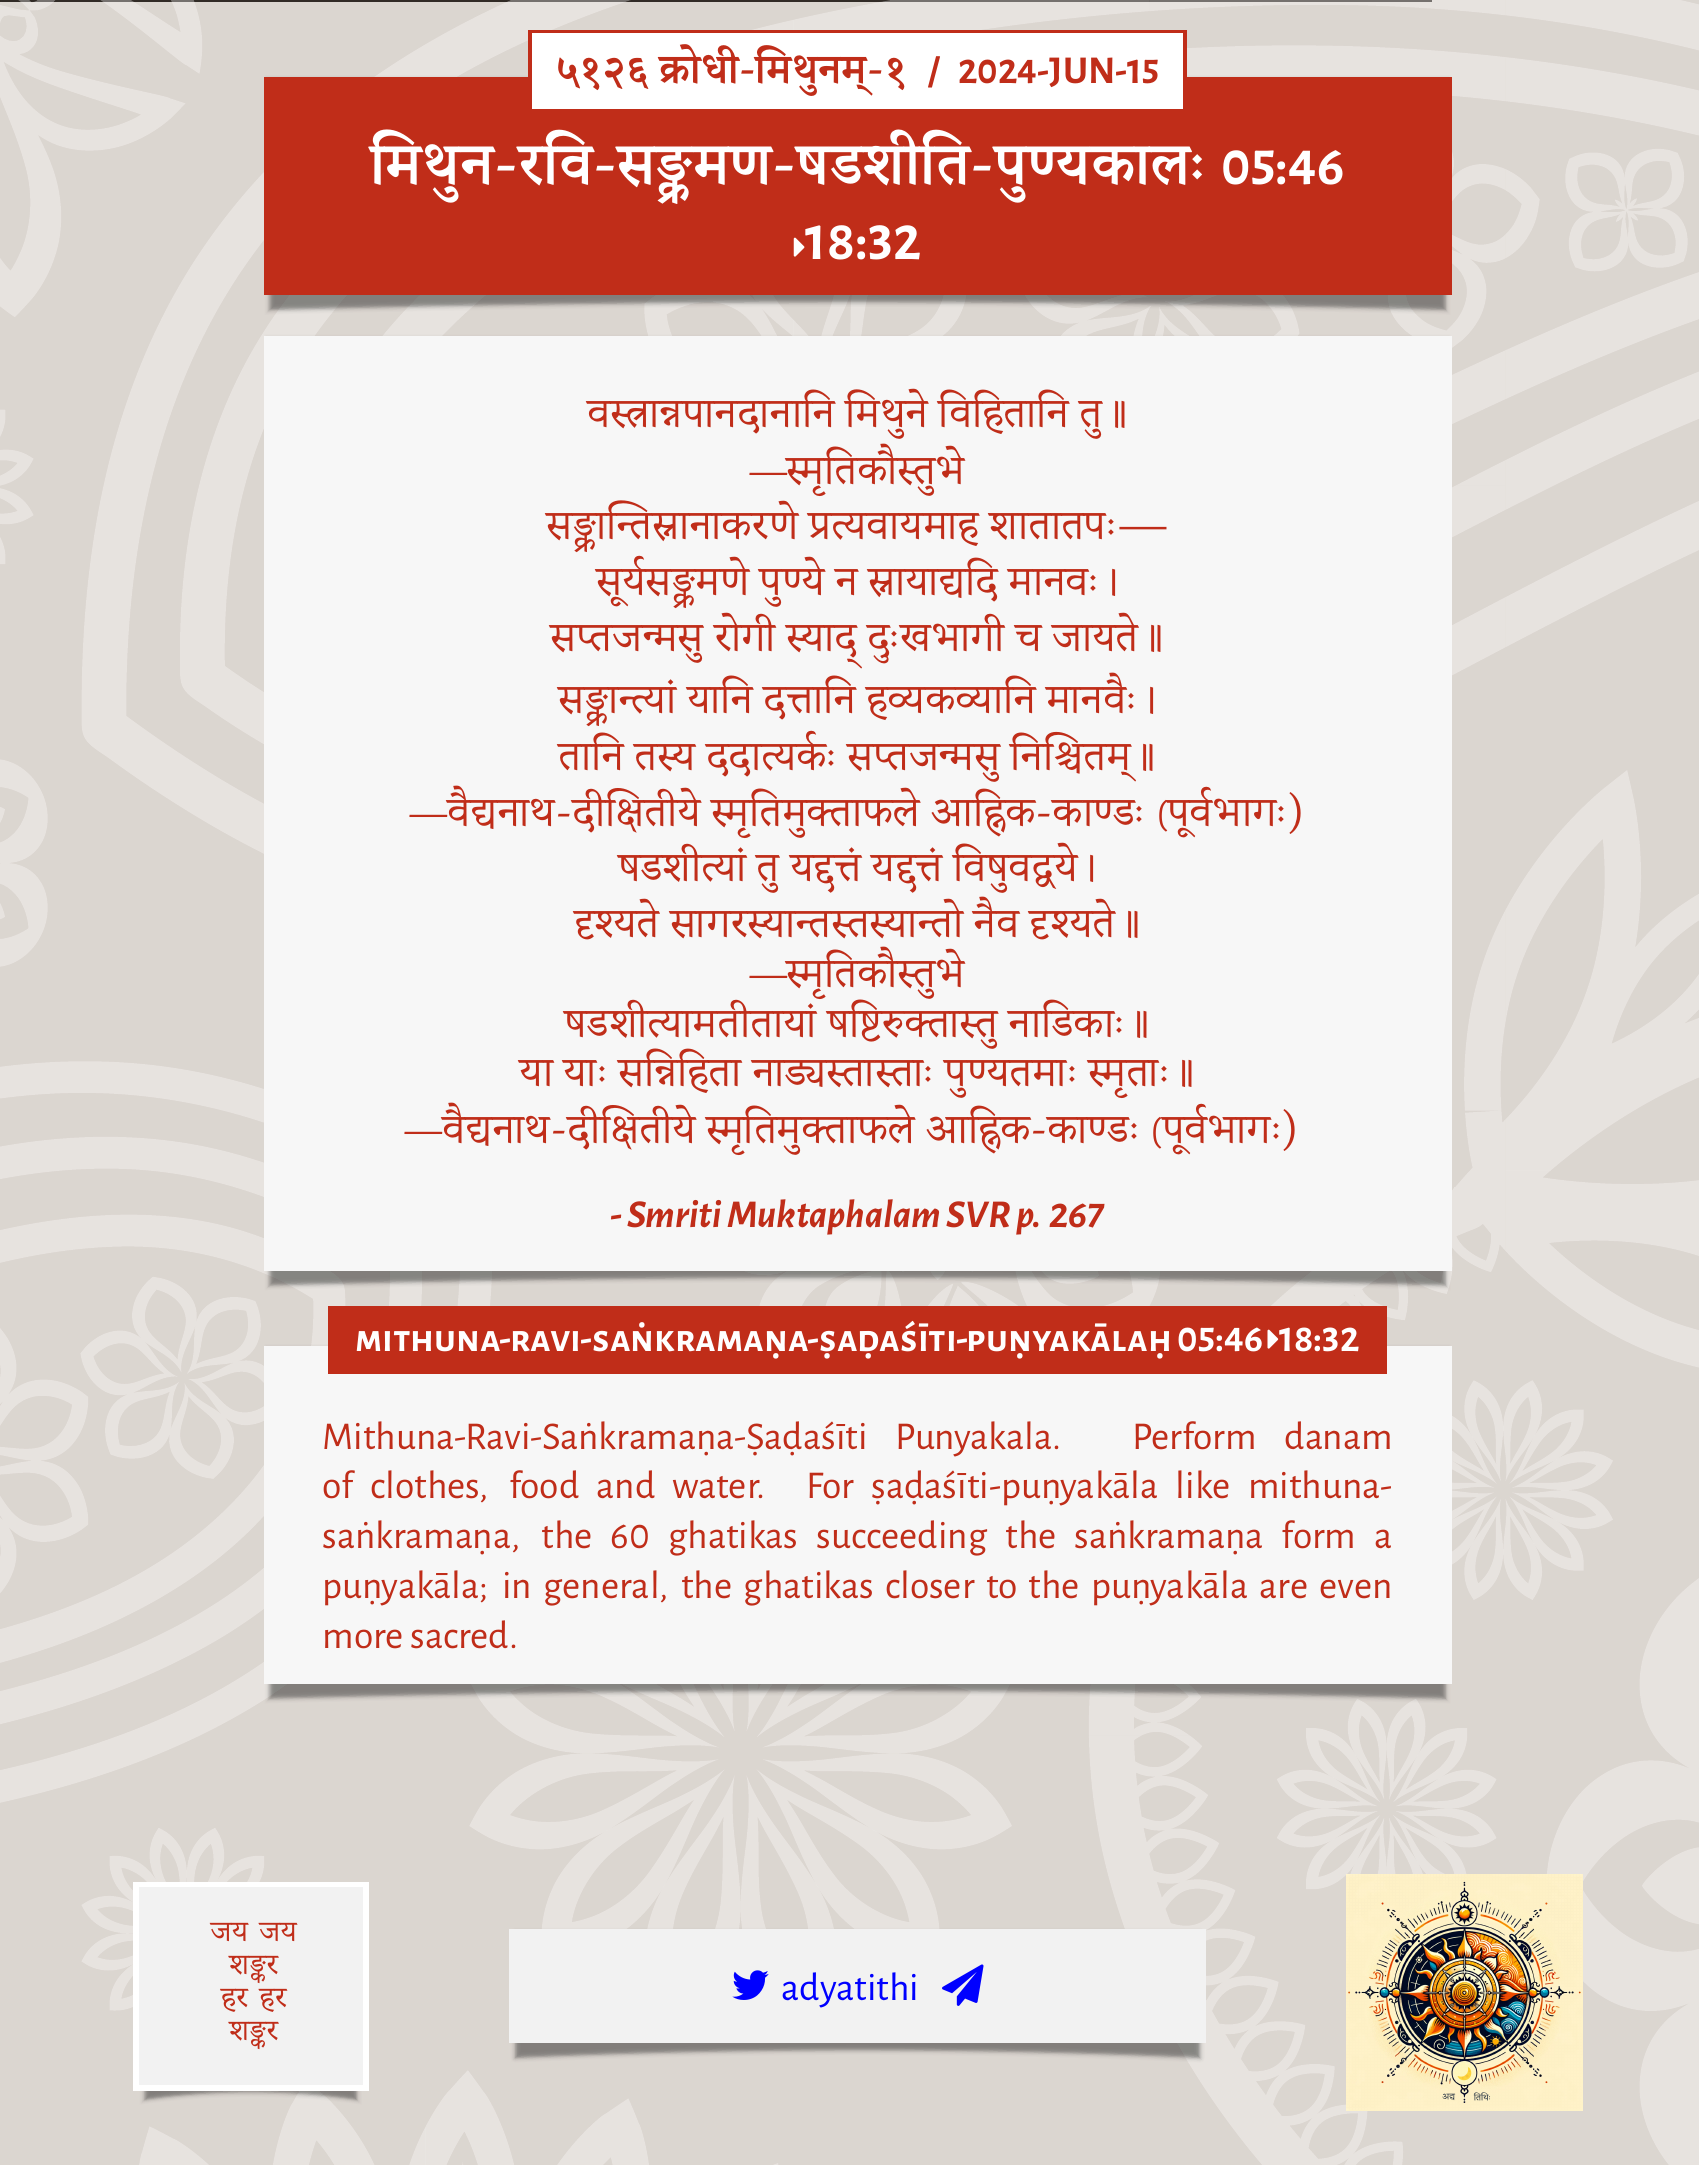 ५१२६ क्रोधी-मिथुनम्-१ / 2024-JUN-15
मिथुन-रवि-सङ्क्रमण-षडशीति-पुण्यकालः 05:46
18:32
वस्त्रान्नपानदानानि मिथुने विहितानि तु॥
—स्मृतिकौस्तुभे
सङ्क्रान्तिस्नानाकरणे प्रत्यवायमाह शातातपः—
सूर्यसङ्क्रमणे पुण्ये न स्नायाद्यदि मानवः।
सप्तजन्मसु रोगी स्याद् दुःखभागी च जायते॥
सङ्क्रान्त्यां यानि दत्तानि हव्यकव्यानि मानवैः।
तानि तस्य ददात्यर्कः सप्तजन्मसु निश्चितम्॥
—वैद्यनाथ-दीक्षितीये स्मृतिमुक्ताफले आह्निक-काण्डः (पूर्वभागः)
षडशीत्यां तु यद्दत्तं यद्दत्तं विषुवद्वये।
दृश्यते सागरस्यान्तस्तस्यान्तो नैव दृश्यते॥
—स्मृतिकौस्तुभे
षडशीत्यामतीतायां षष्टिरुक्तास्तु नाडिकाः॥
या याः सन्निहिता नाड्यस्तास्ताः पुण्यतमाः स्मृताः॥
—वैद्यनाथ-दीक्षितीये स्मृतिमुक्ताफले आह्निक-काण्डः (पूर्वभागः)
- Smriti Muktaphalam SVR p. 267
MITHUNA-RAVI-SAṄKRAMAṆA-ṢAḌAŚĪTI-PUṆYAKĀLAḤ 05:46 18:32
Mithuna-Ravi-Saṅkramaṇa-Ṣaḍaśīti Punyakala. Perform danam
of clothes, food and water. For ṣaḍaśīti-puṇyakāla like mithuna-
saṅkramaṇa, the 60 ghatikas succeeding the saṅkramaṇa form a
puṇyakāla; in general, the ghatikas closer to the puṇyakāla are even
more sacred.
जय जय
शङ्कर
हर हर
शङ्कर
adyatithi
अद्य तिथिः